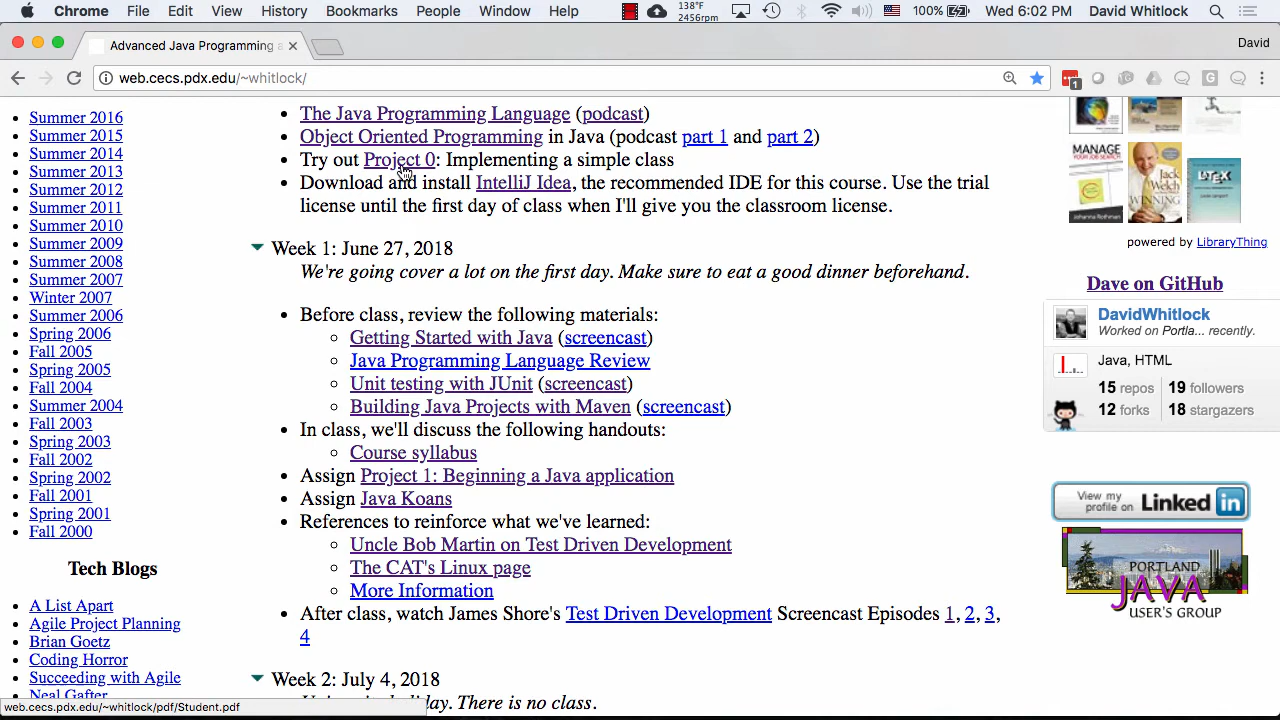 Chrome File Edit View History Bookmarks People Window Help 138°F 2456rpm 100% Wed 6:02 PM David Whitlock
Advanced Java Programming a
David
web.cecs.pdx.edu/~whitlock/
1
Summer 2016
Summer 2015
Summer 2014
Summer 2013
Summer 2012
Summer 2011
Summer 2010
Summer 2009
Summer 2008
Summer 2007
Winter 2007
Summer 2006
Spring 2006
Fall 2005
Spring 2005
Fall 2004
Summer 2004
Fall 2003
Spring 2003
Fall 2002
Spring 2002
Fall 2001
Spring 2001
Fall 2000
Tech Blogs
A List Apart
Agile Project Planning
Brian Goetz
Coding Horror
Succeeding with Agile
Neal Gafter
The Java Programming Language (podcast)
Object Oriented Programming in Java (podcast part 1 and part 2)
Try out Project 0: Implementing a simple class
Download and install IntelliJ Idea, the recommended IDE for this course. Use the trial
license until the first day of class when I'll give you the classroom license.
Week 1: June 27, 2018
We're going cover a lot on the first day. Make sure to eat a good dinner beforehand.
Before class, review the following materials:
Getting Started with Java (screencast)
Java Programming Language Review
Unit testing with JUnit (screencast)
Building Java Projects with Maven (screencast)
In class, we'll discuss the following handouts:
Course syllabus
Assign Project 1: Beginning a Java application
Assign Java Koans
References to reinforce what we've learned:
Uncle Bob Martin on Test Driven Development
The CAT's Linux page
More Information
After class, watch James Shore's Test Driven Development Screencast Episodes 1, 2, 3,
4
Week 2: July 4, 2018
There is no class.
web.cecs.pdx.edu/~whitlock/pdf/Student.pdf
MANAGE
YOUR JOB SEARCH
Johanna Rothman
Jack
Welch
WINNING
LaTeX
powered by LibraryThing
Dave on GitHub
DavidWhitlock
Worked on Portla... recently.
Java, HTML
15 repos 19 followers
12 forks 18 stargazers
View my
profile on Linked in
PORTLAND
JAVA
USER'S GROUP